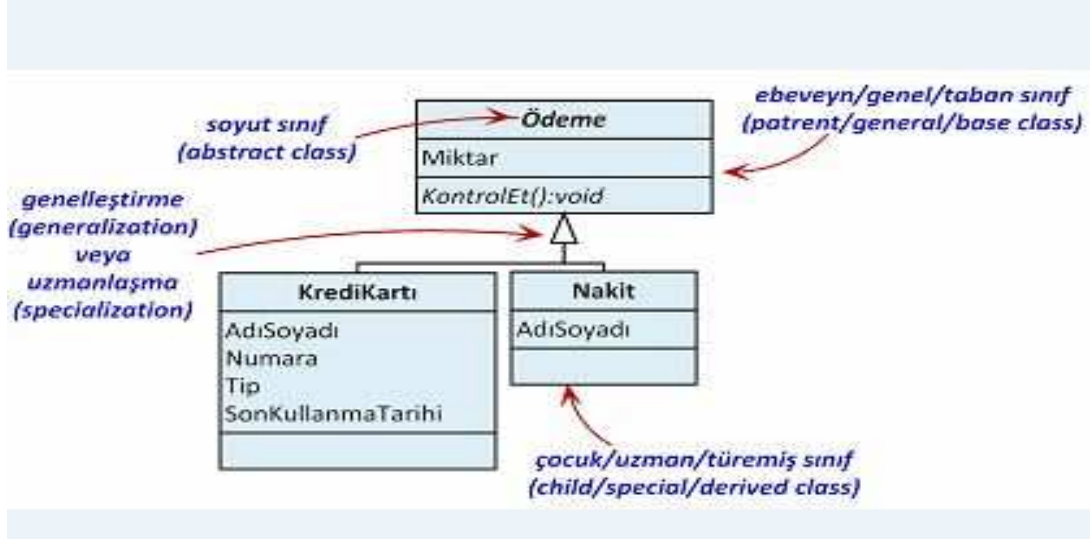 soyut sınıf
(abstract class)
Ödeme
Miktar
KontrolEt():void
ebeveyn/genel/taban sınıf
(patrent/general/base class)
genelleştirme
(generalization)
veya
uzmanlaşma
(specialization)
KrediKartı
AdıSoyadı
Numara
Tip
SonKullanmaTarihi
Nakit
AdıSoyadı
çocuk/uzman/türemiş sınıf
(child/special/derived class)